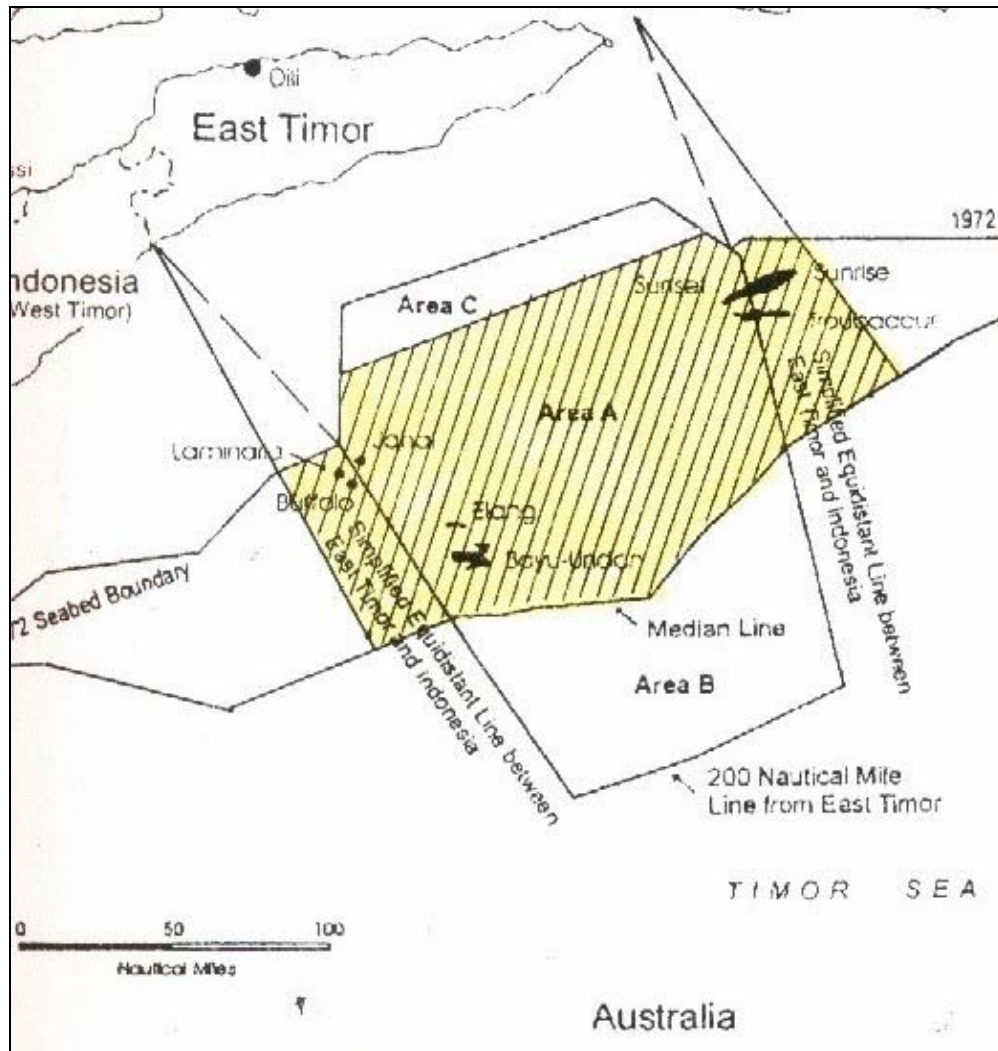 Dili
East Timor
ssi
ndonesia
West Timor)
1972
Area C
Sunset
Sunrise
Troubadour
Area A
Simplified Equidistant Line between
East Timor and Indonesia
Laminaria
Jahal
Buffalo
Elang
Bayu-Undan
Simplified Equidistant Line between
East Timor and Indonesia
72 Seabed Boundary
Median Line
Area B
200 Nautical Mile
Line from East Timor
TIMOR SEA
0 50 100
Nautical Miles
Australia